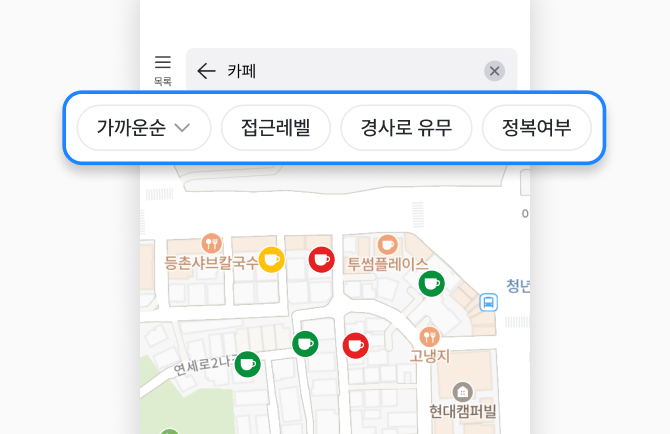 목록
카페
가까운순
접근레벨
경사로 유무
정복여부
등촌샤브칼국수
투썸플레이스
청년
고냉지
연세로2나
현대캠퍼빌